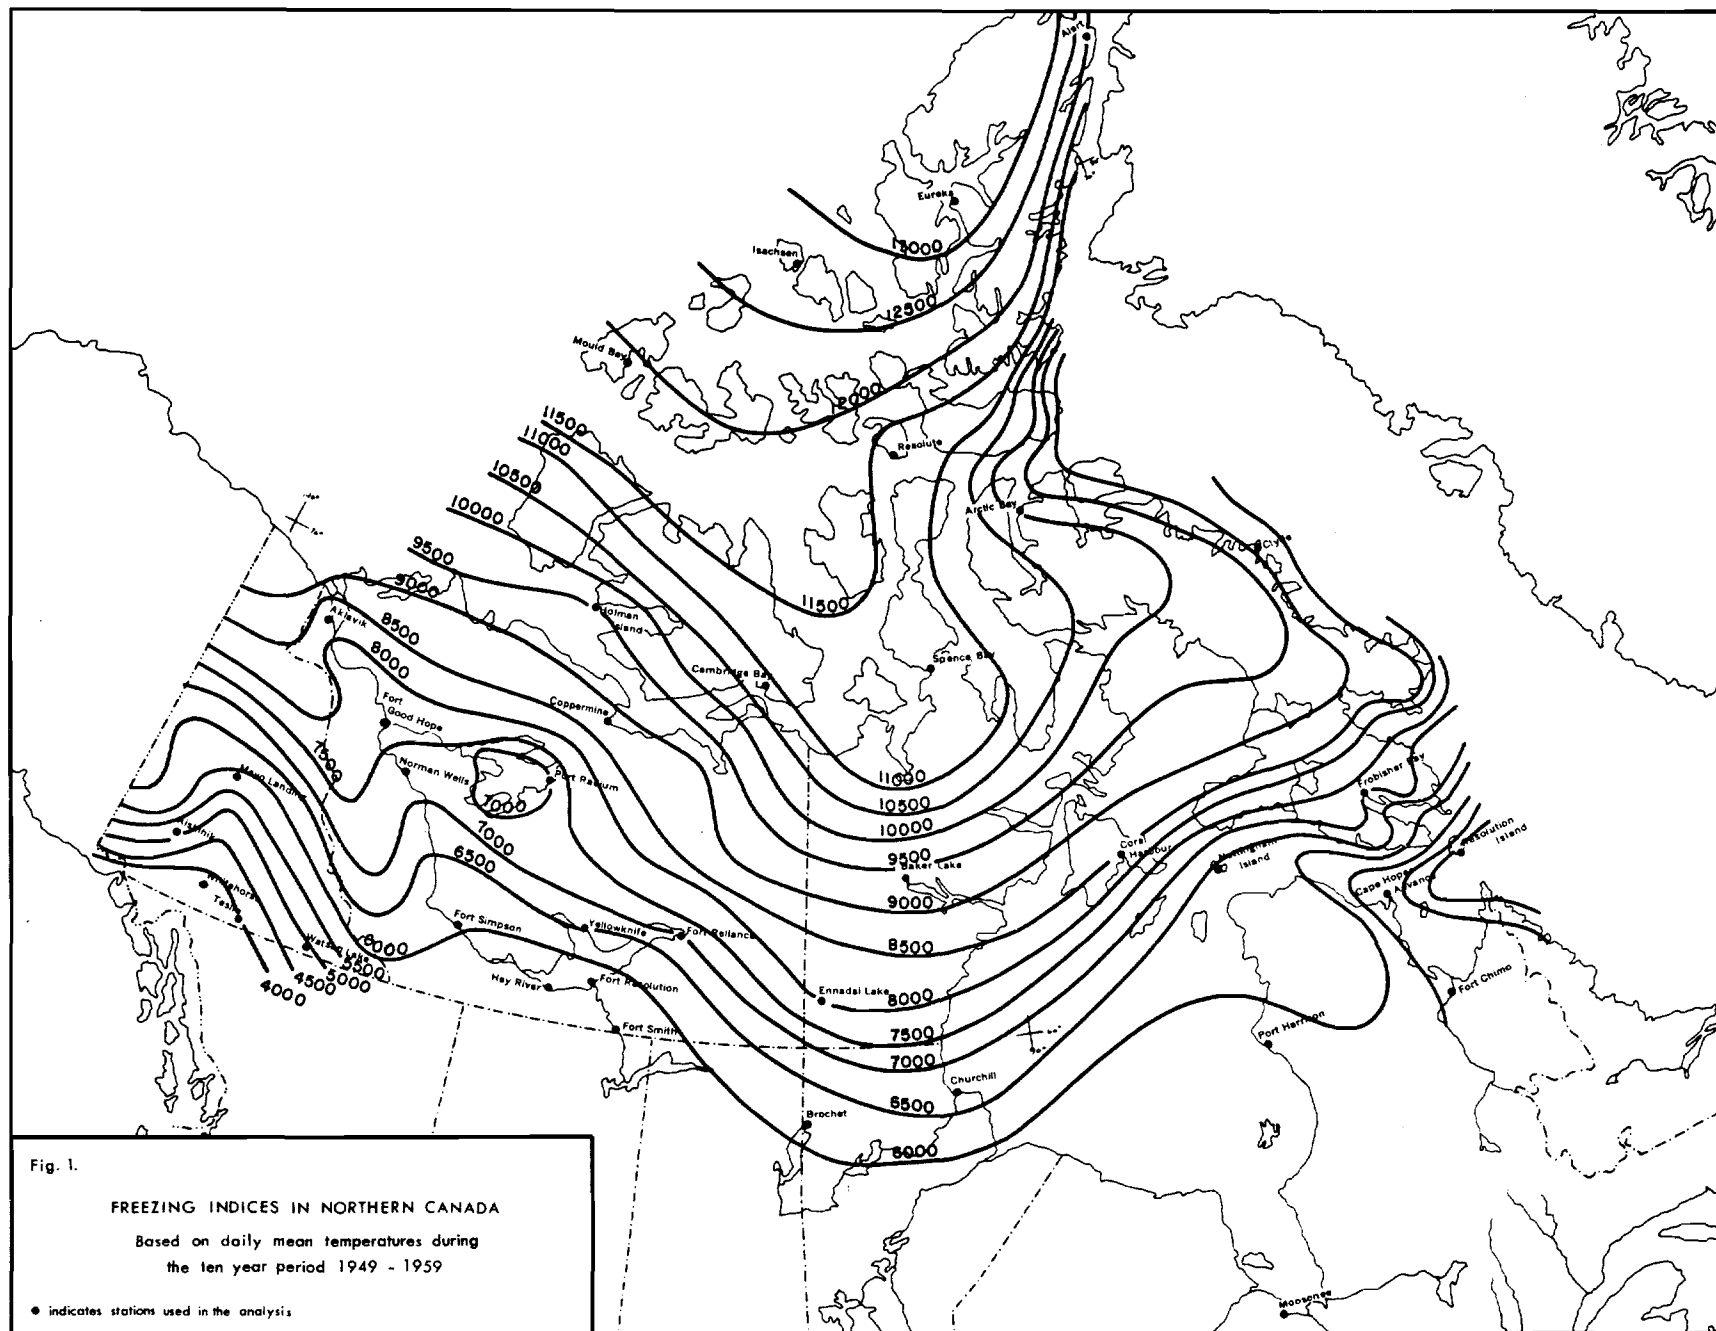 Alert
Eureka
13000
Isachsen
12500
Mould Bay
12000
11500
11000
Resolute
10500
10000
Arctic Bay
9500
Clyde
9000
11500
Holman
Island
Aklavik
8500
8000
Spence Bay
Cambridge Bay
Coppermine
Fort
Good Hope
7500
Norman Wells
Port Radium
Mayo Landing
7000
11000
Frobisher Bay
10500
10000
7000
Aishihik
Resolution
Island
6500
9500
Baker Lake
Coral
Harbour
Nottingham
Island
Whitehorse
Teslin
9000
Cape Hopes
Advance
Fort Simpson
Yellowknife
Fort Reliance
Watson Lake
6000
8500
5500
5000
4500
4000
Hay River
Fort Resolution
Ennadai Lake
8000
Fort Chimo
Fort Smith
7500
7000
Port Harrison
Churchill
6500
Brochet
6000
Moosonee
Fig. 1.
FREEZING INDICES IN NORTHERN CANADA
Based on daily mean temperatures during
the ten year period 1949 - 1959
● indicates stations used in the analysis